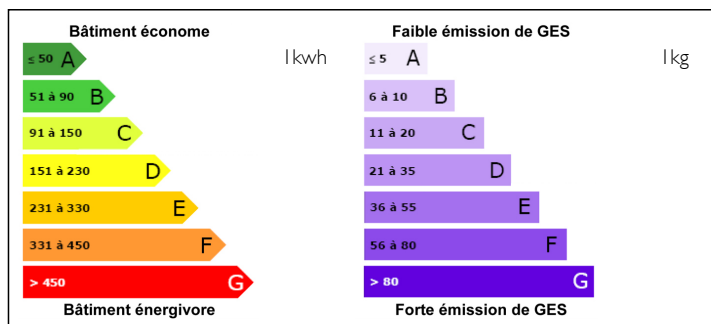 Bâtiment économe
≤ 50 A
1kwh
51 à 90 B
91 à 150 C
151 à 230 D
231 à 330 E
331 à 450 F
> 450 G
Bâtiment énergivore
Faible émission de GES
≤ 5 A
1kg
6 à 10 B
11 à 20 C
21 à 35 D
36 à 55 E
56 à 80 F
> 80 G
Forte émission de GES